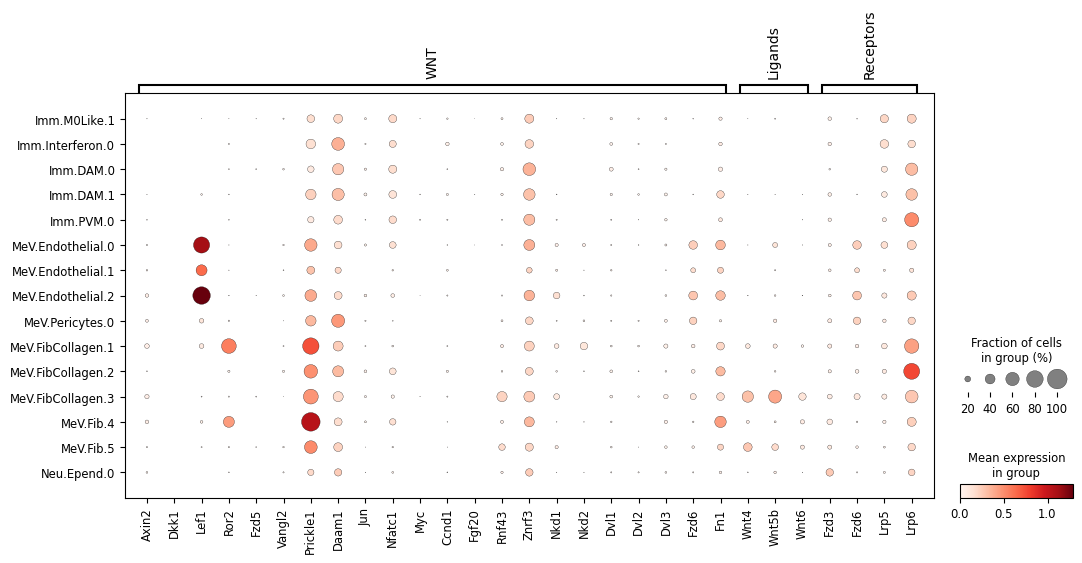 WNT
Ligands
Receptors
Imm.M0Like.1
Imm.Interferon.0
Imm.DAM.0
Imm.DAM.1
Imm.PVM.0
MeV.Endothelial.0
MeV.Endothelial.1
MeV.Endothelial.2
MeV.Pericytes.0
MeV.FibCollagen.1
MeV.FibCollagen.2
MeV.FibCollagen.3
MeV.Fib.4
MeV.Fib.5
Neu.Epend.0
Axin2
Dkk1
Lef1
Ror2
Fzd5
Vangl2
Prickle1
Daam1
Jun
Nfatc1
Myc
Ccnd1
Fgf20
Rnf43
Znrf3
Nkd1
Nkd2
Dvl1
Dvl2
Dvl3
Fzd6
Fn1
Wnt4
Wnt5b
Wnt6
Fzd3
Fzd6
Lrp5
Lrp6
Fraction of cells
in group (%)
20 40 60 80 100
Mean expression
in group
0.0 0.5 1.0